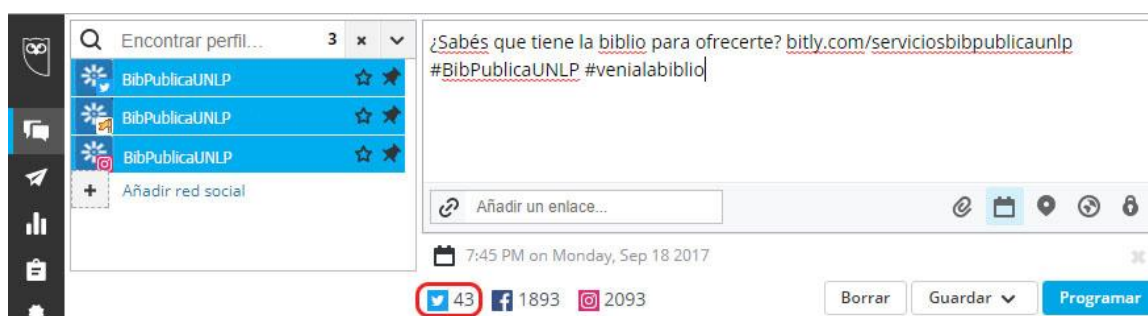 Encontrar perfil... 3 x
BibPublicaUNLP
BibPublicaUNLP
BibPublicaUNLP
+ Añadir red social
¿Sabés que tiene la biblio para ofrecerte? bitly.com/serviciosbibpublicaunlp
#BibPublicaUNLP #venialabiblio
Añadir un enlace...
7:45 PM on Monday, Sep 18 2017
43 1893 2093
Borrar Guardar Programar